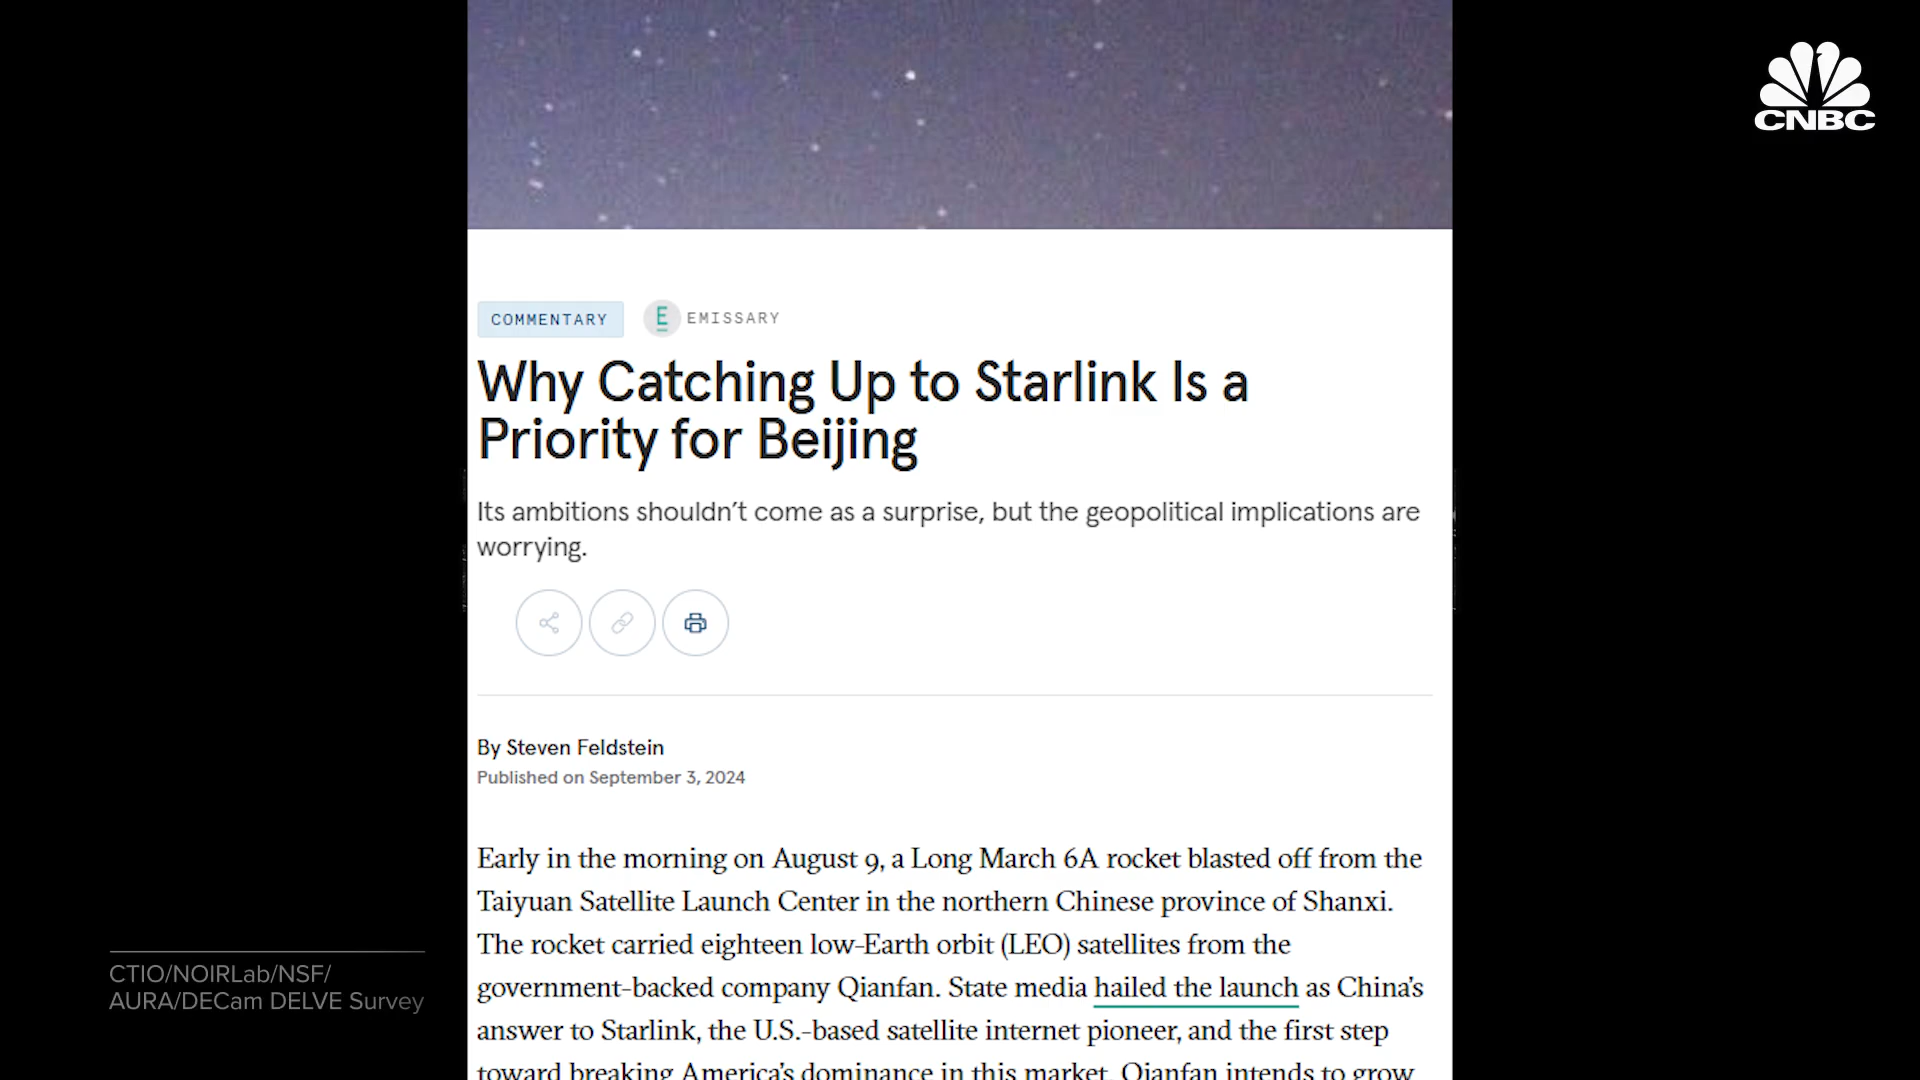 CNBC
COMMENTARY
E EMISSARY
Why Catching Up to Starlink Is a
Priority for Beijing
Its ambitions shouldn’t come as a surprise, but the geopolitical implications are
worrying.
By Steven Feldstein
Published on September 3, 2024
Early in the morning on August 9, a Long March 6A rocket blasted off from the
Taiyuan Satellite Launch Center in the northern Chinese province of Shanxi.
The rocket carried eighteen low-Earth orbit (LEO) satellites from the
government-backed company Qianfan. State media hailed the launch as China’s
answer to Starlink, the U.S.-based satellite internet pioneer, and the first step
toward breaking America’s dominance in this market. Qianfan intends to grow
CTIO/NOIRLab/NSF/
AURA/DECam DELVE Survey